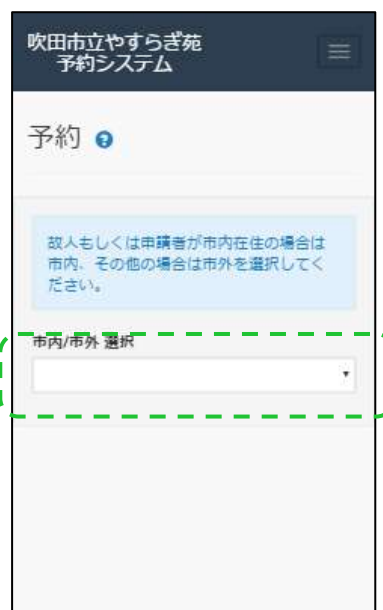 吹田市立やすらぎ苑
予約システム
予約 ?
故人もしくは申請者が市内在住の場合は
市内、その他の場合は市外を選択してく
ださい。
市内/市外 選択